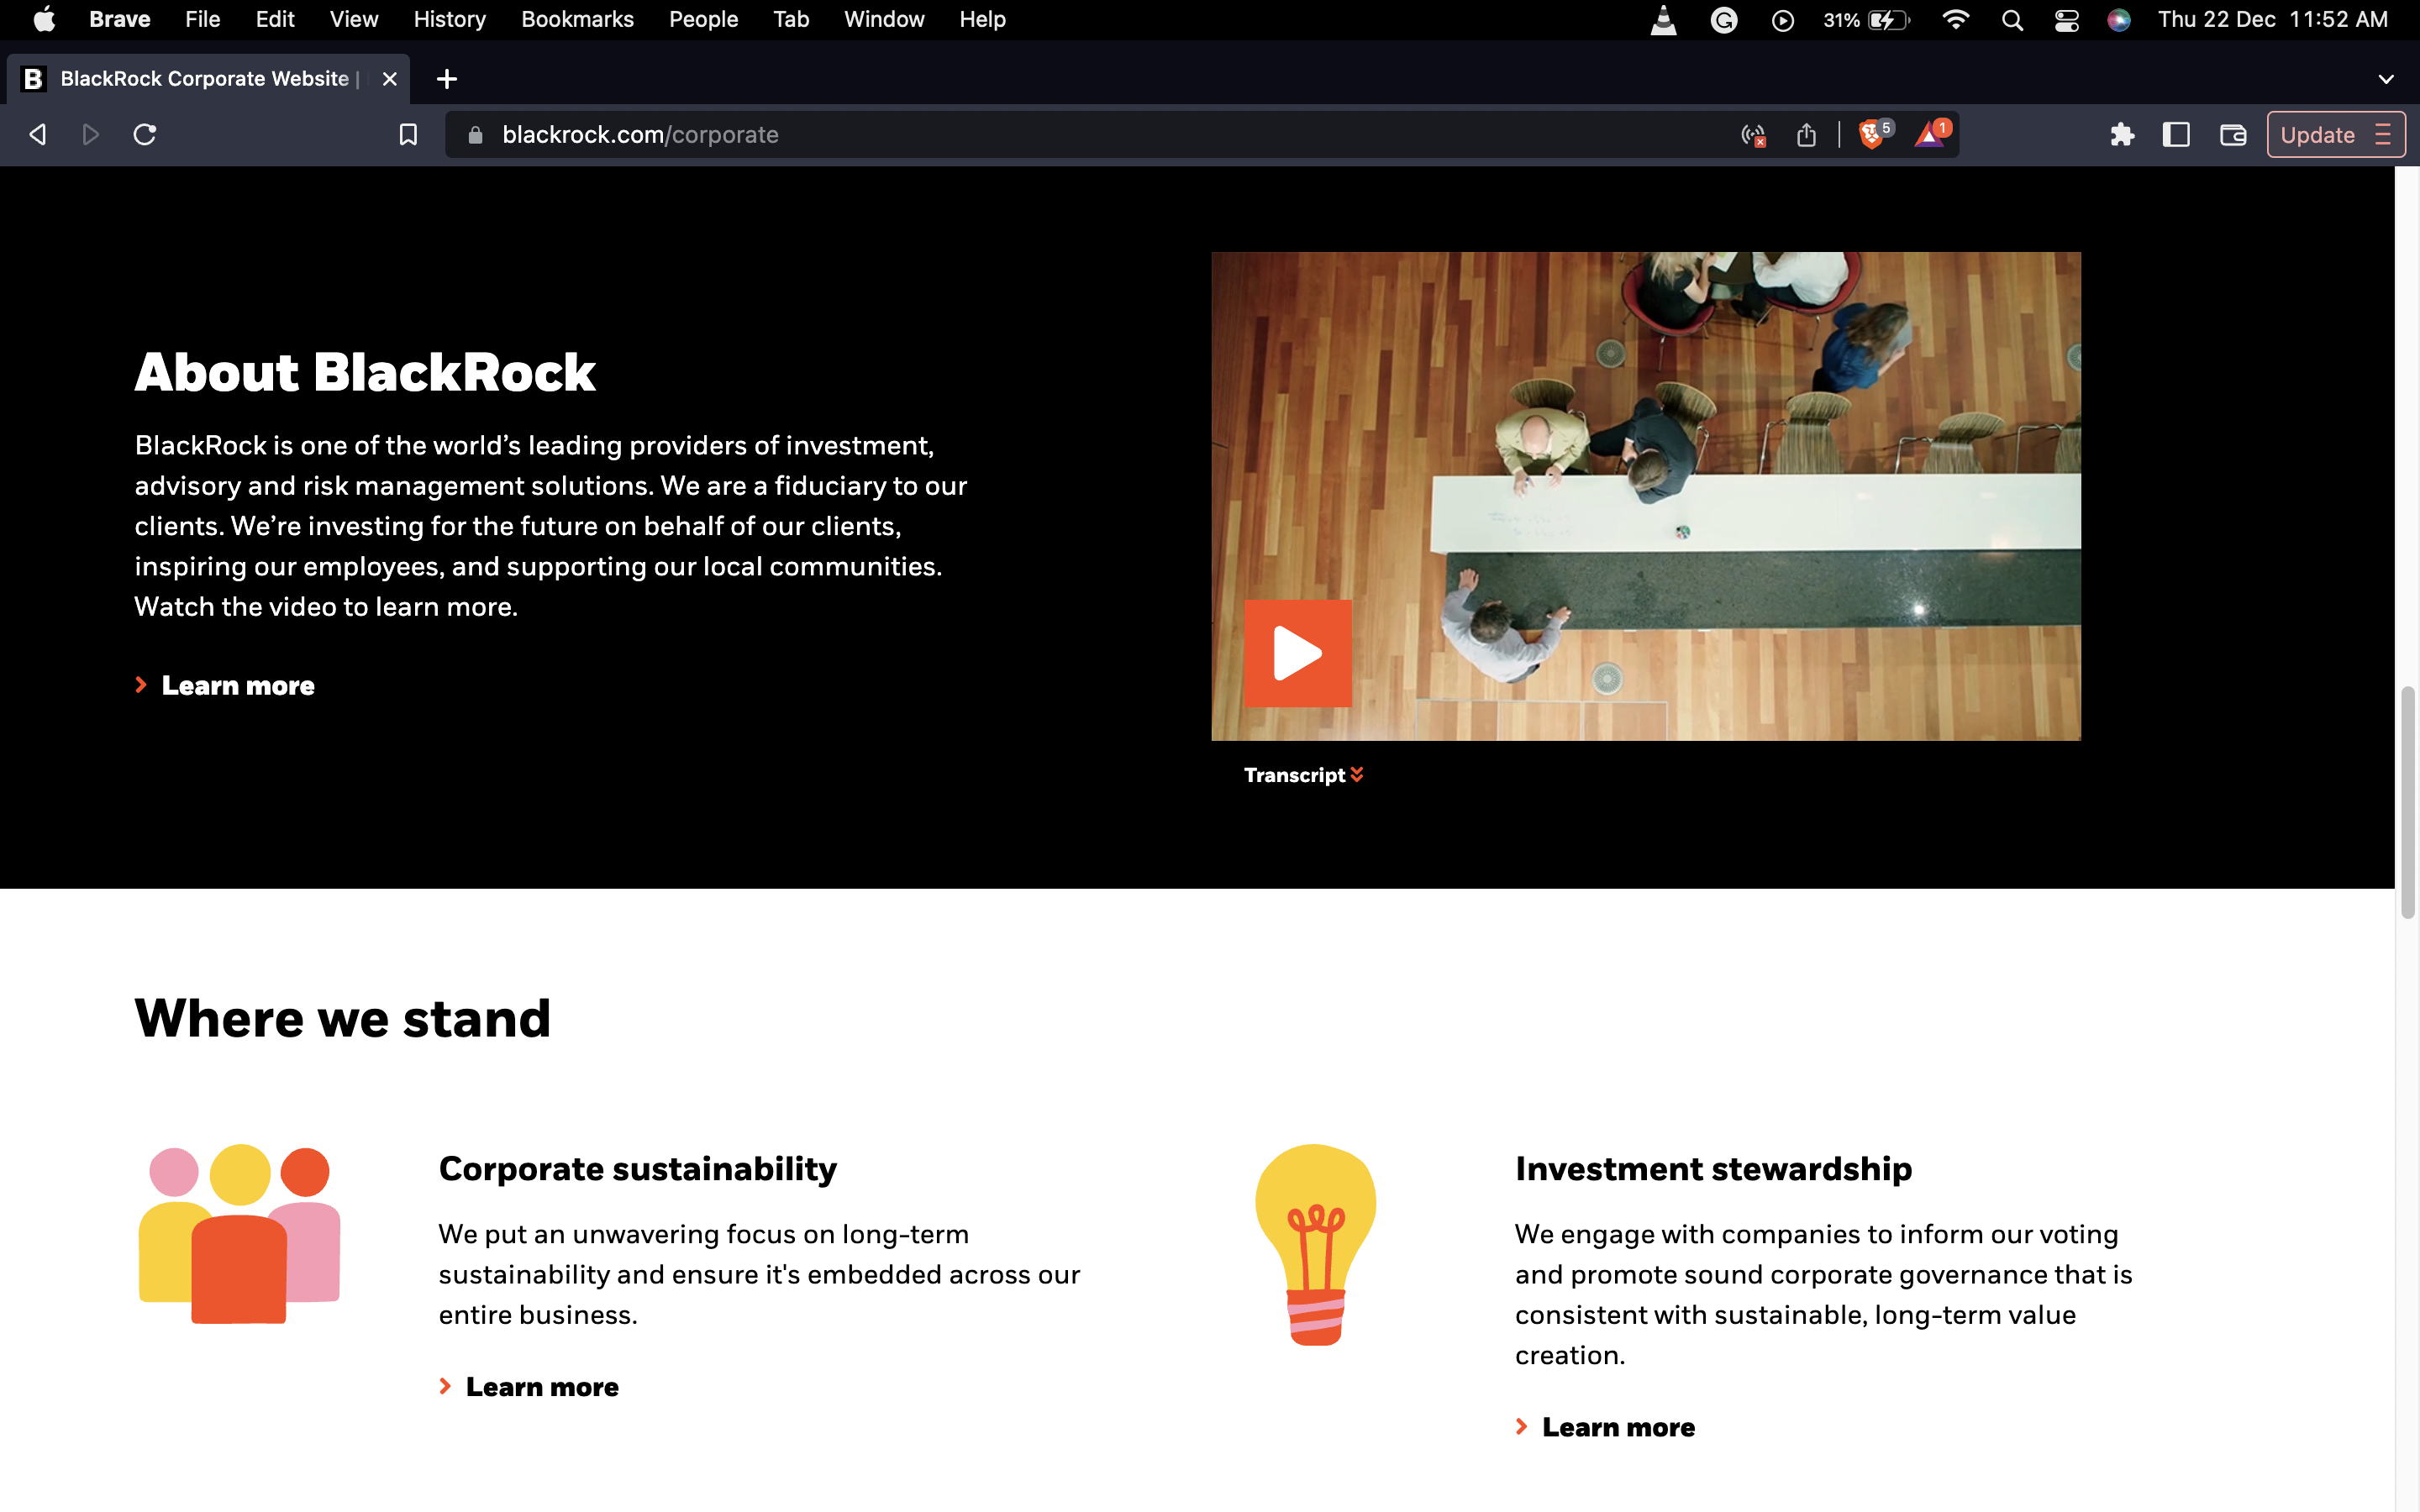 Brave File Edit View History Bookmarks People Tab Window Help 31% Thu 22 Dec 11:52 AM
B BlackRock Corporate Website |
blackrock.com/corporate 5 1 Update
About BlackRock
BlackRock is one of the world’s leading providers of investment,
advisory and risk management solutions. We are a fiduciary to our
clients. We’re investing for the future on behalf of our clients,
inspiring our employees, and supporting our local communities.
Watch the video to learn more.
Learn more
Transcript
Where we stand
Corporate sustainability
We put an unwavering focus on long-term
sustainability and ensure it's embedded across our
entire business.
Learn more
Investment stewardship
We engage with companies to inform our voting
and promote sound corporate governance that is
consistent with sustainable, long-term value
creation.
Learn more